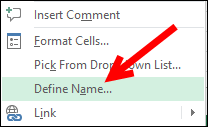 Insert Comment
Format Cells...
Pick From Drop-down List...
Define Name...
Link